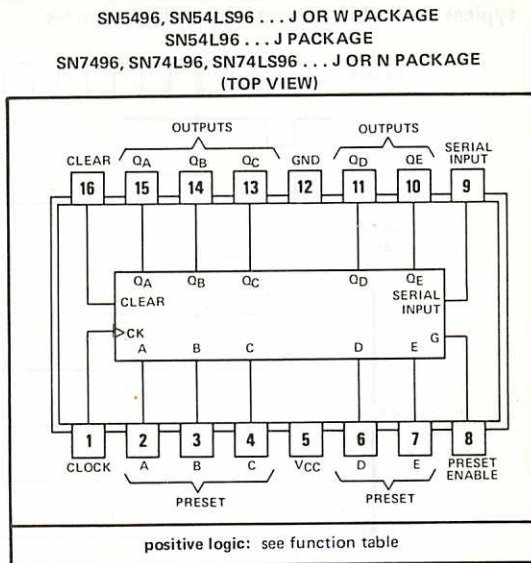 SN5496, SN54LS96 . . . J OR W PACKAGE
SN54L96 . . . J PACKAGE
SN7496, SN74L96, SN74LS96 . . . J OR N PACKAGE
(TOP VIEW)
OUTPUTS OUTPUTS
CLEAR QA QB QC GND QD QE SERIAL INPUT
16 15 14 13 12 11 10 9
QA QB QC QD QE
CLEAR SERIAL INPUT
CK G
A B C D E
1 2 3 4 5 6 7 8
CLOCK A B C VCC D E PRESET ENABLE
PRESET PRESET
positive logic: see function table